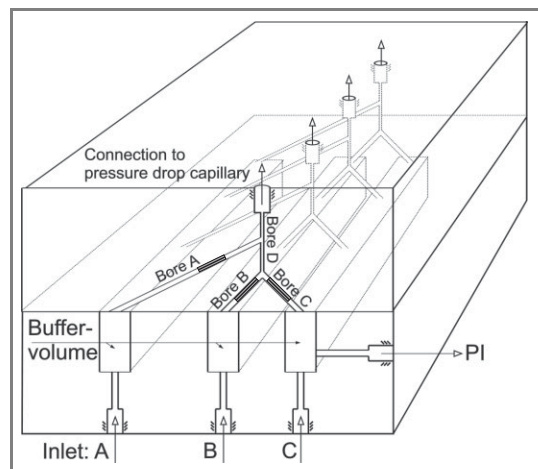 Connection to
pressure drop capillary
Bore D
Bore A
Bore B
Bore C
Buffer-
volume
PI
Inlet: A
B
C